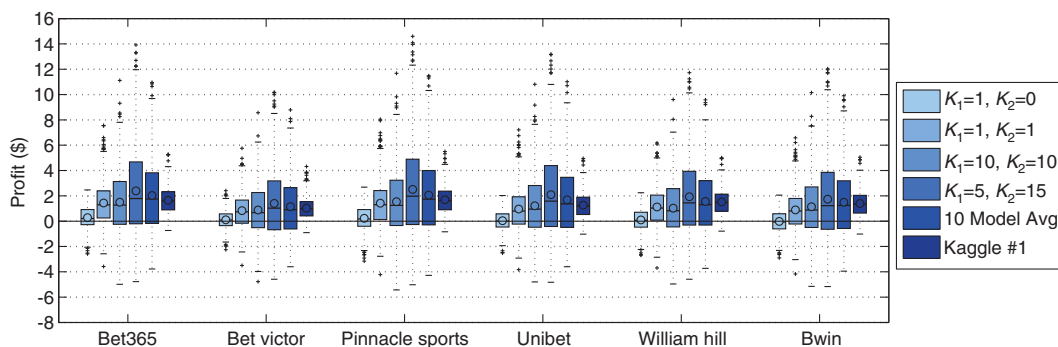 16
14
12
10
8
6
4
2
0
-2
-4
-6
-8
Profit ($)
Bet365 Bet victor Pinnacle sports Unibet William hill Bwin
K₁=1, K₂=0
K₁=1, K₂=1
K₁=10, K₂=10
K₁=5, K₂=15
10 Model Avg
Kaggle #1